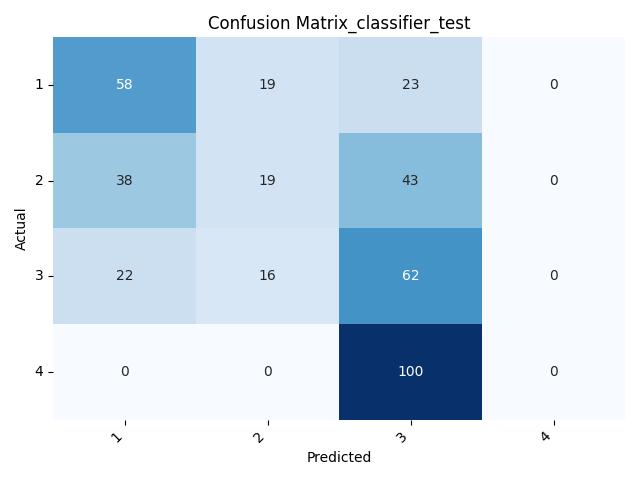 Confusion Matrix_classifier_test
1 58 19 23 0
2 38 19 43 0
3 22 16 62 0
4 0 0 100 0
Actual
1 2 3 4
Predicted